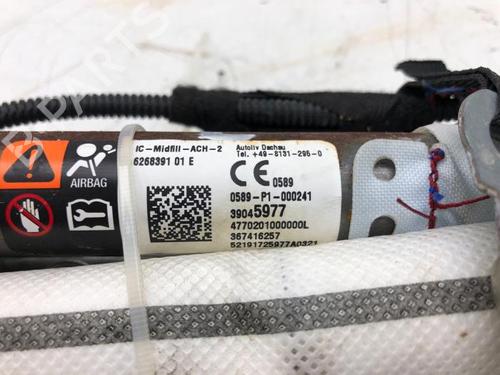 IC-Midfill-ACH-2
6268391 01 E
AIRBAG
Autoliv Dachau
Tel. +49-8131-295-0
CE 0589
0589-P1-000241
39045977
4770201000000L
367416257
52191725977A0321